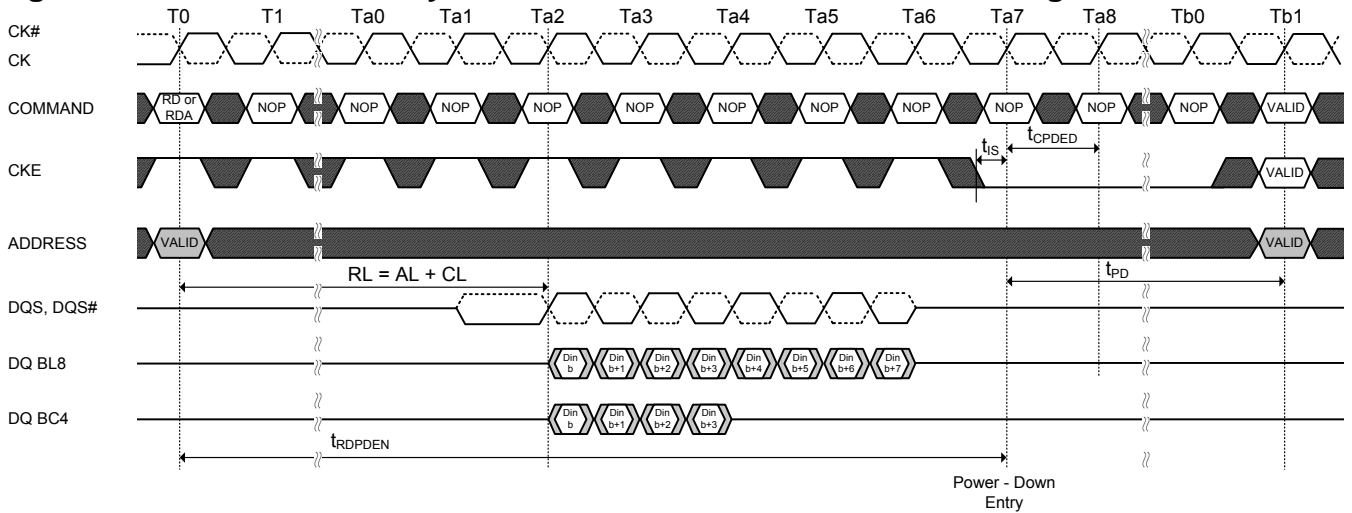 T0 T1 Ta0 Ta1 Ta2 Ta3 Ta4 Ta5 Ta6 Ta7 Ta8 Tb0 Tb1
CK#
CK
COMMAND
RD or
RDA
NOP NOP NOP NOP NOP NOP NOP NOP NOP NOP NOP VALID
tIS
tCPDED
CKE
VALID
ADDRESS
VALID
VALID
RL = AL + CL
tPD
DQS, DQS#
DQ BL8
Din b
Din b+1
Din b+2
Din b+3
Din b+4
Din b+5
Din b+6
Din b+7
DQ BC4
Din b
Din b+1
Din b+2
Din b+3
tRDPDEN
Power - Down
Entry